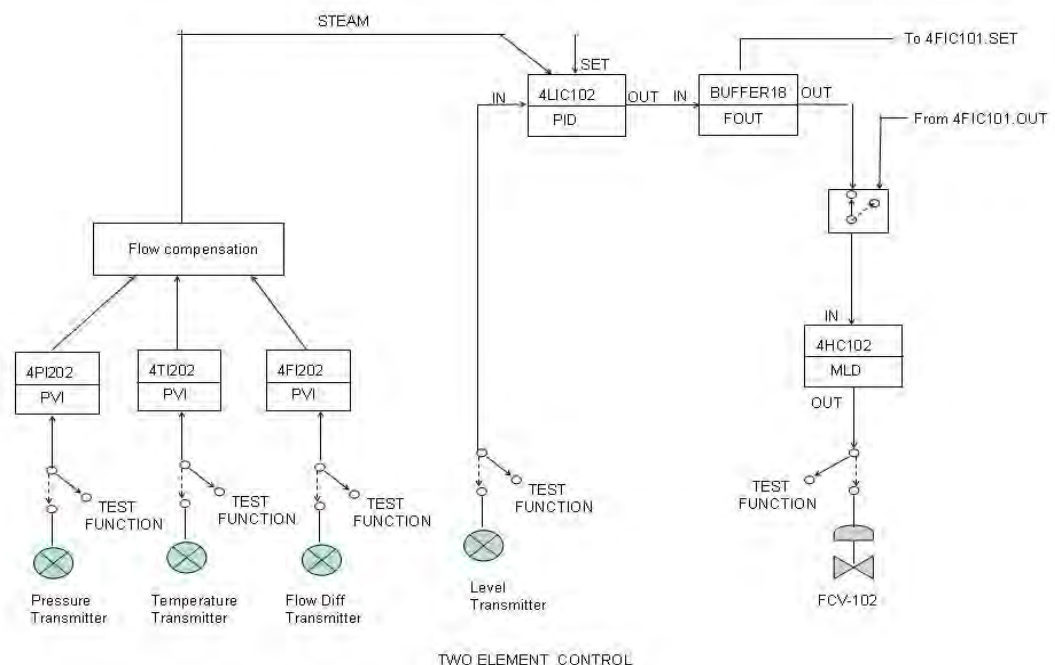 STEAM
To 4FIC101.SET
SET
IN
4LIC102
PID
OUT
IN
BUFFER18
FOUT
OUT
From 4FIC101.OUT
Flow compensation
IN
4HC102
MLD
OUT
4PI202
PVI
4TI202
PVI
4FI202
PVI
TEST
FUNCTION
TEST
FUNCTION
TEST
FUNCTION
TEST
FUNCTION
TEST
FUNCTION
Pressure
Transmitter
Temperature
Transmitter
Flow Diff
Transmitter
Level
Transmitter
FCV-102
TWO ELEMENT CONTROL